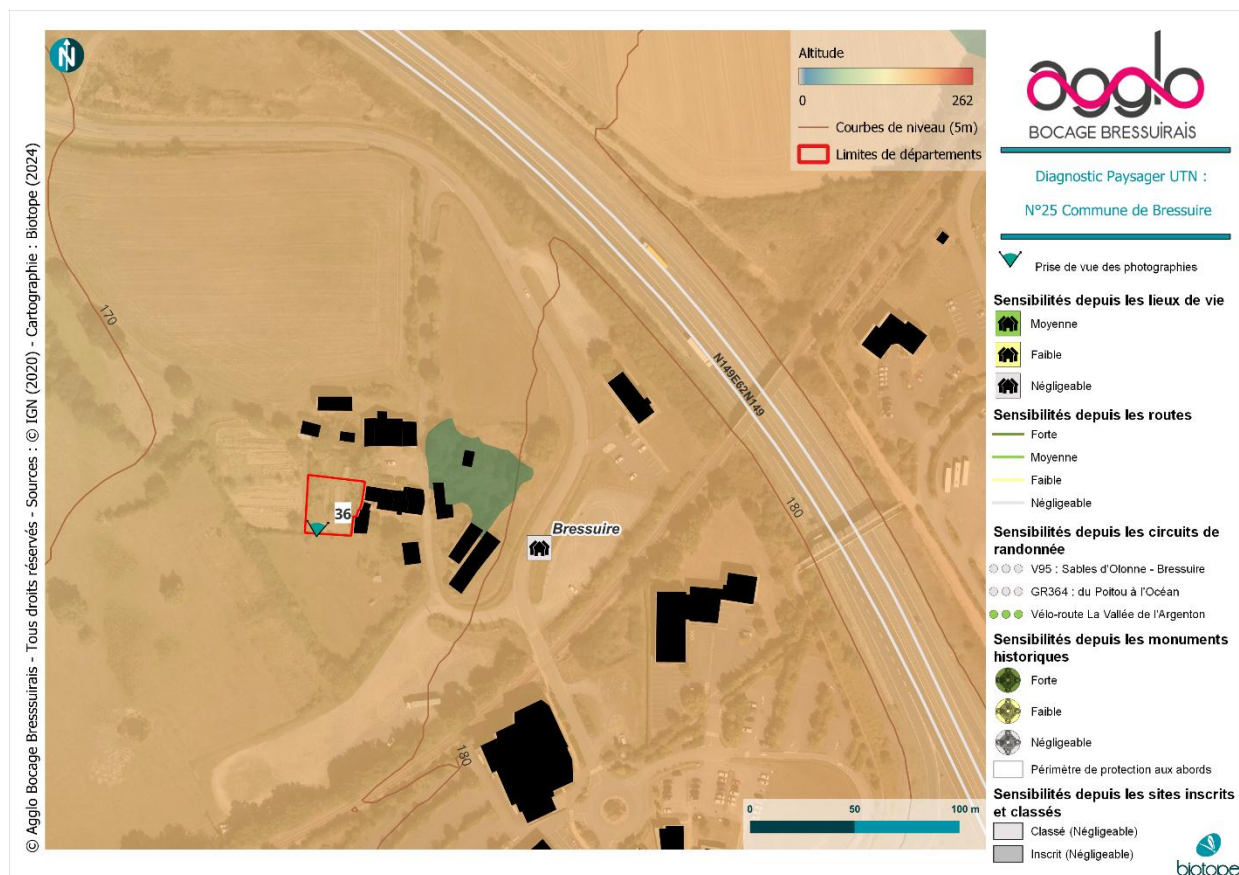 © Agglo Bocage Bresssuirais - Tous droits réservés - Sources : © IGN (2020) - Cartographie : Biotope (2024)
N
Altitude
0 262
Courbes de niveau (5m)
Limites de départements
170
N149E62N149
180
36
Bressuire
180
0 50 100 m
agglo
BOCAGE BRESSUIRAIS
Diagnostic Paysager UTN :
N°25 Commune de Bressuire
Prise de vue des photographies
Sensibilités depuis les lieux de vie
Moyenne
Faible
Négligeable
Sensibilités depuis les routes
Forte
Moyenne
Faible
Négligeable
Sensibilités depuis les circuits de
randonnée
V95 : Sables d'Olonne - Bressuire
GR364 : du Poitou à l'Océan
Vélo-route La Vallée de l'Argenton
Sensibilités depuis les monuments
historiques
Forte
Faible
Négligeable
Périmètre de protection aux abords
Sensibilités depuis les sites inscrits
et classés
Classé (Négligeable)
Inscrit (Négligeable)
biotope